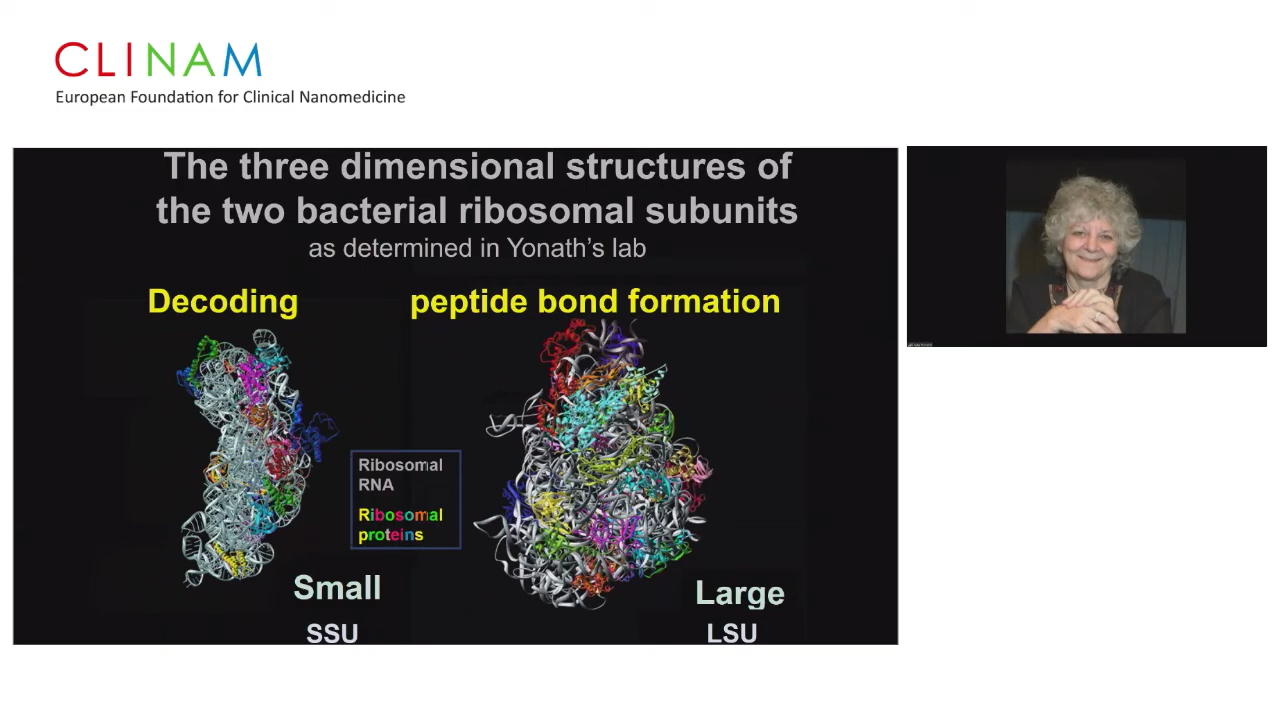 CLINAM
European Foundation for Clinical Nanomedicine
The three dimensional structures of
the two bacterial ribosomal subunits
as determined in Yonath's lab
Decoding
peptide bond formation
Ribosomal
RNA
Ribosomal
proteins
Small
SSU
Large
LSU